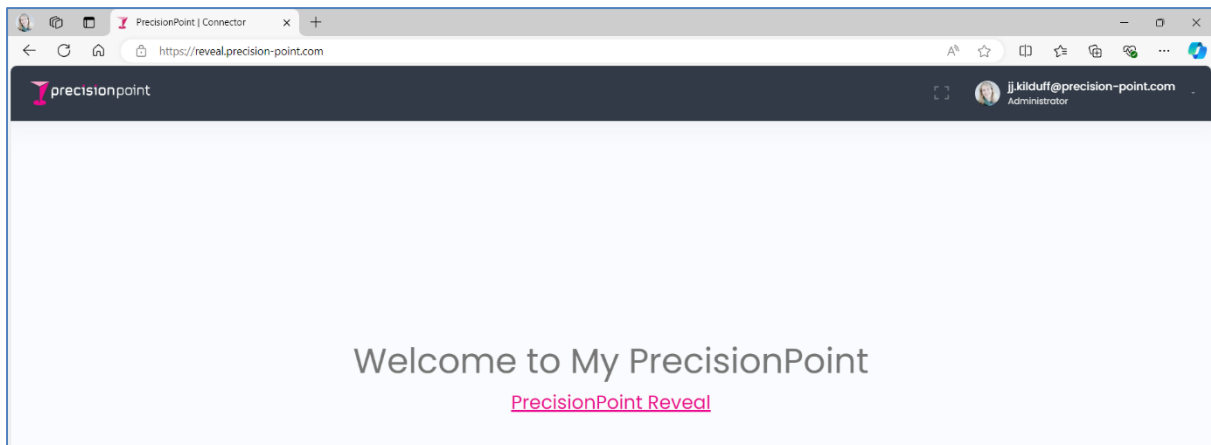 PrecisionPoint | Connector
https://reveal.precision-point.com
precisionpoint
jj.kilduff@precision-point.com
Administrator
Welcome to My PrecisionPoint
PrecisionPoint Reveal